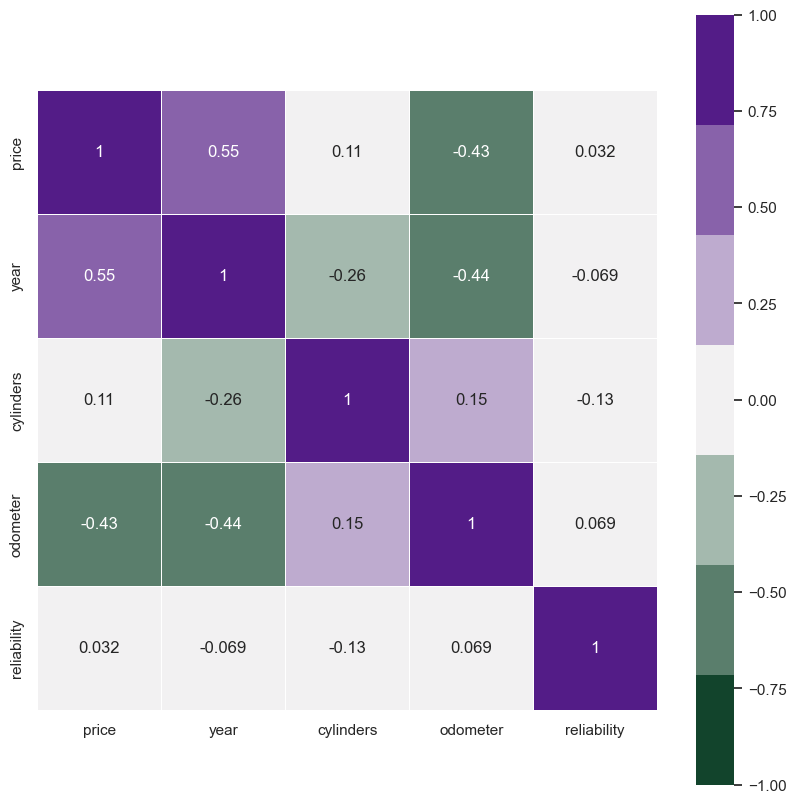 1.00
price 1 0.55 0.11 -0.43 0.032
0.75
0.50
year 0.55 1 -0.26 -0.44 -0.069
0.25
cylinders 0.11 -0.26 1 0.15 -0.13
0.00
−0.25
odometer -0.43 -0.44 0.15 1 0.069
−0.50
reliability 0.032 -0.069 -0.13 0.069 1
−0.75
price year cylinders odometer reliability
−1.00